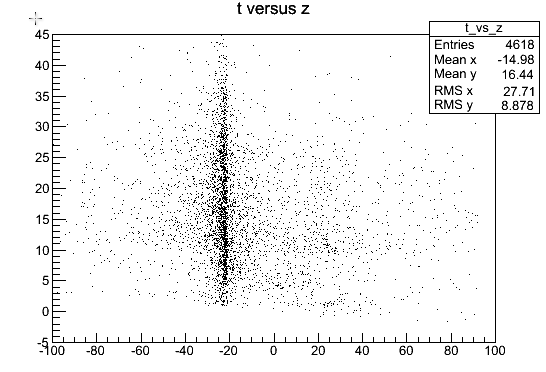 t versus z
t_vs_z
Entries 4618
Mean x -14.98
Mean y 16.44
RMS x 27.71
RMS y 8.878
45
40
35
30
25
20
15
10
5
0
-5
-100 -80 -60 -40 -20 0 20 40 60 80 100